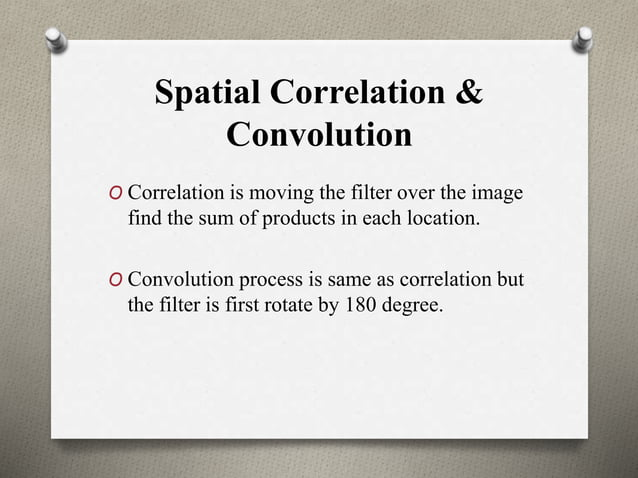 Spatial Correlation &
Convolution
O Correlation is moving the filter over the image
find the sum of products in each location.
O Convolution process is same as correlation but
the filter is first rotate by 180 degree.